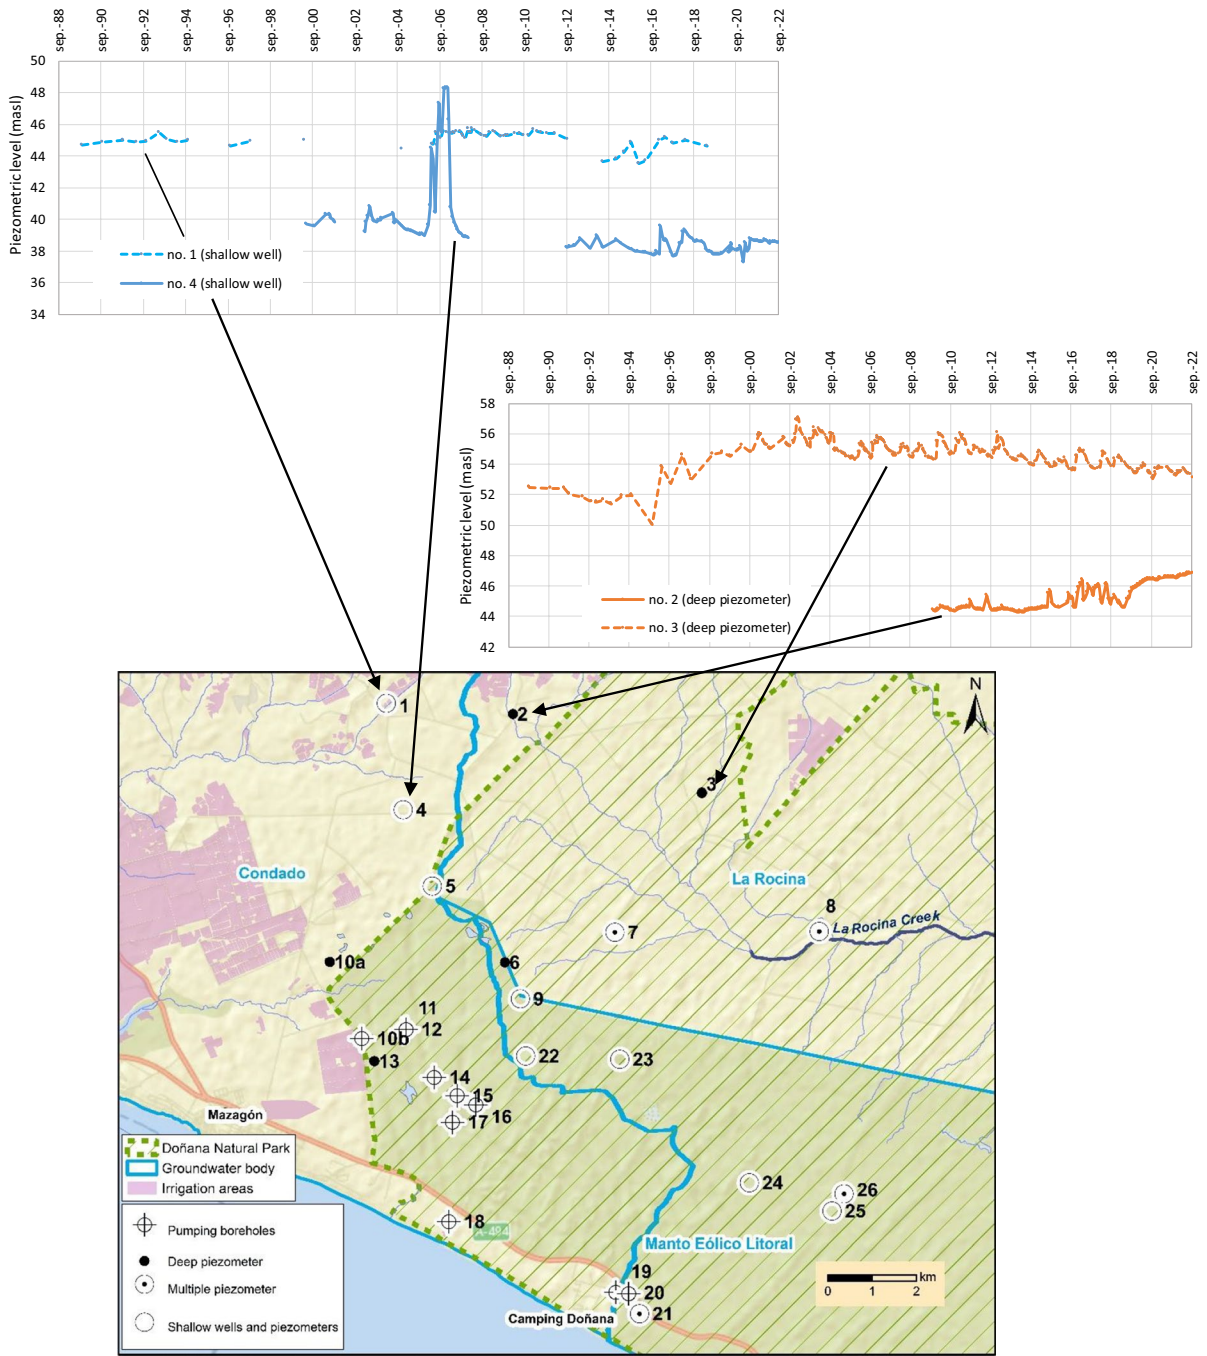 sep.-88
sep.-90
sep.-92
sep.-94
sep.-96
sep.-98
sep.-00
sep.-02
sep.-04
sep.-06
sep.-08
sep.-10
sep.-12
sep.-14
sep.-16
sep.-18
sep.-20
sep.-22
Piezometric level (masl)
50
48
46
44
42
40
38
36
34
no. 1 (shallow well)
no. 4 (shallow well)
sep.-88
sep.-90
sep.-92
sep.-94
sep.-96
sep.-98
sep.-00
sep.-02
sep.-04
sep.-06
sep.-08
sep.-10
sep.-12
sep.-14
sep.-16
sep.-18
sep.-20
sep.-22
Piezometric level (masl)
58
56
54
52
50
48
46
44
42
no. 2 (deep piezometer)
no. 3 (deep piezometer)
N
1
2
3
4
Condado
5
La Rocina
8
La Rocina Creek
7
10a
6
9
11
10b
12
13
22
23
14
15
16
17
Mazagón
Doñana Natural Park
Groundwater body
Irrigation areas
24
26
25
18
A-494
Manto Eólico Litoral
Pumping boreholes
Deep piezometer
Multiple piezometer
Shallow wells and piezometers
19
20
21
Camping Doñana
km
0 1 2